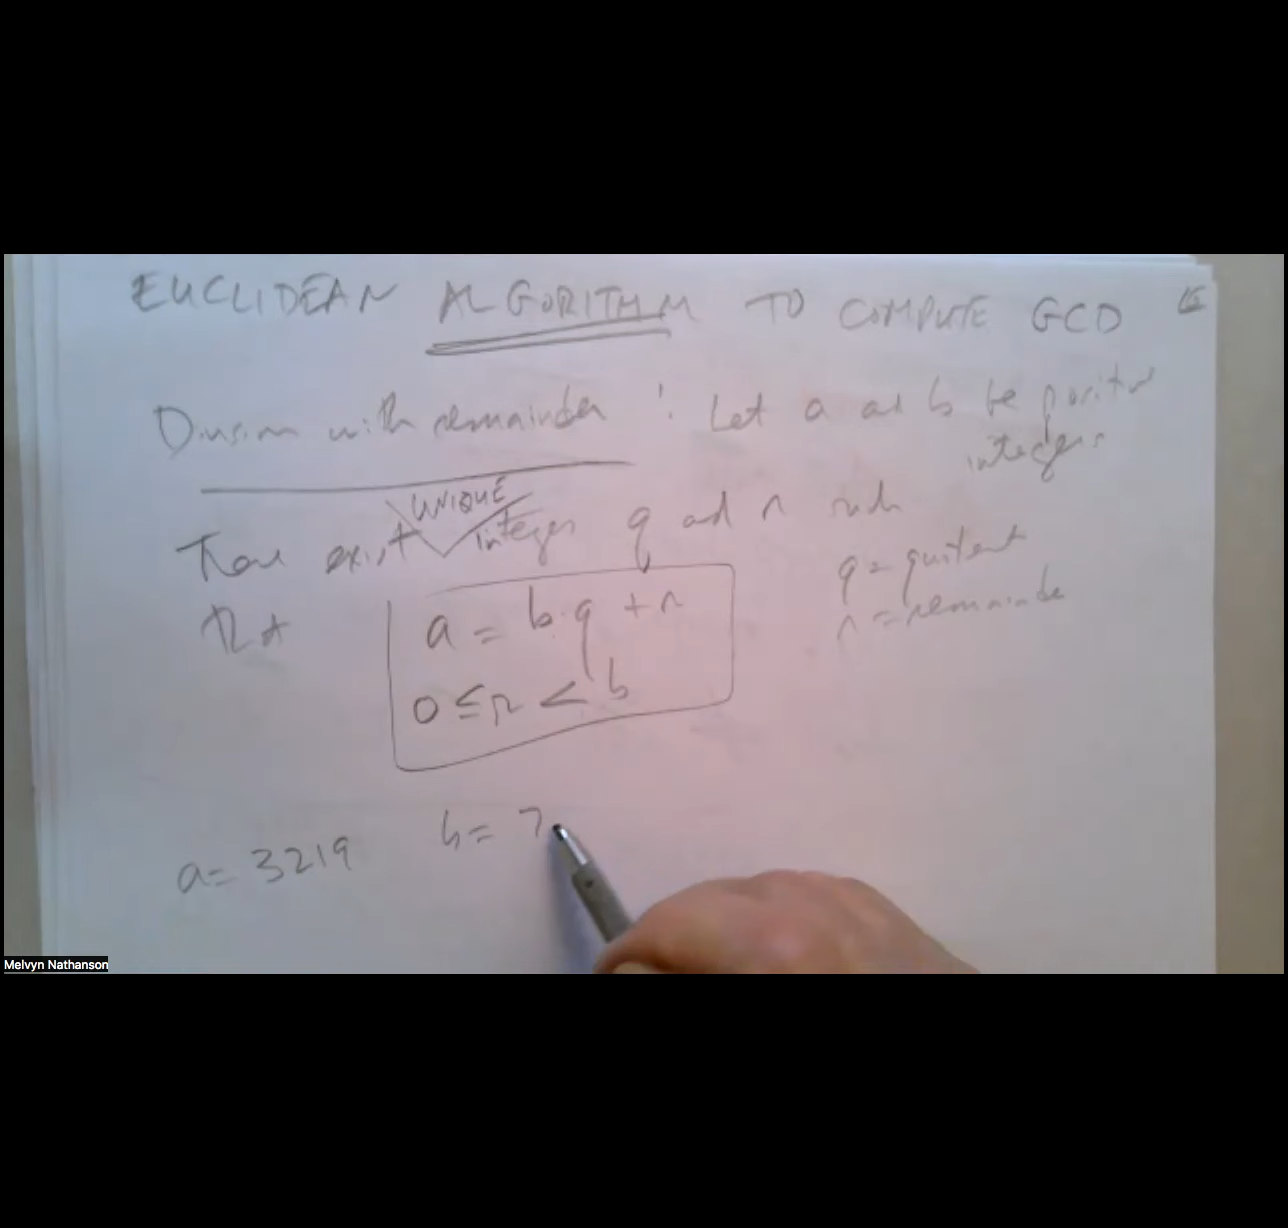 EUCLIDEAN ALGORITHM TO COMPUTE GCD 15
Division with remainder : Let a and b be positive
integers
UNIQUE
There exist integers q and r such
that
q = quotient
r = remainder
a = b·q + r
0 ≤ r < b
a = 3219 b = 7
Melvyn Nathanson